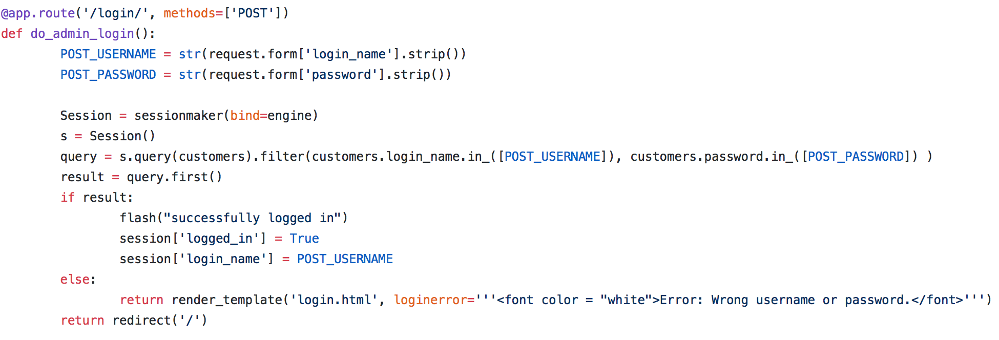 @app.route('/login/', methods=['POST'])
def do_admin_login():
        POST_USERNAME = str(request.form['login_name'].strip())
        POST_PASSWORD = str(request.form['password'].strip())

        Session = sessionmaker(bind=engine)
        s = Session()
        query = s.query(customers).filter(customers.login_name.in_([POST_USERNAME]), customers.password.in_([POST_PASSWORD]) )
        result = query.first()
        if result:
                flash("successfully logged in")
                session['logged_in'] = True
                session['login_name'] = POST_USERNAME
        else:
                return render_template('login.html', loginerror='''<font color = "white">Error: Wrong username or password.</font>''')
        return redirect('/')